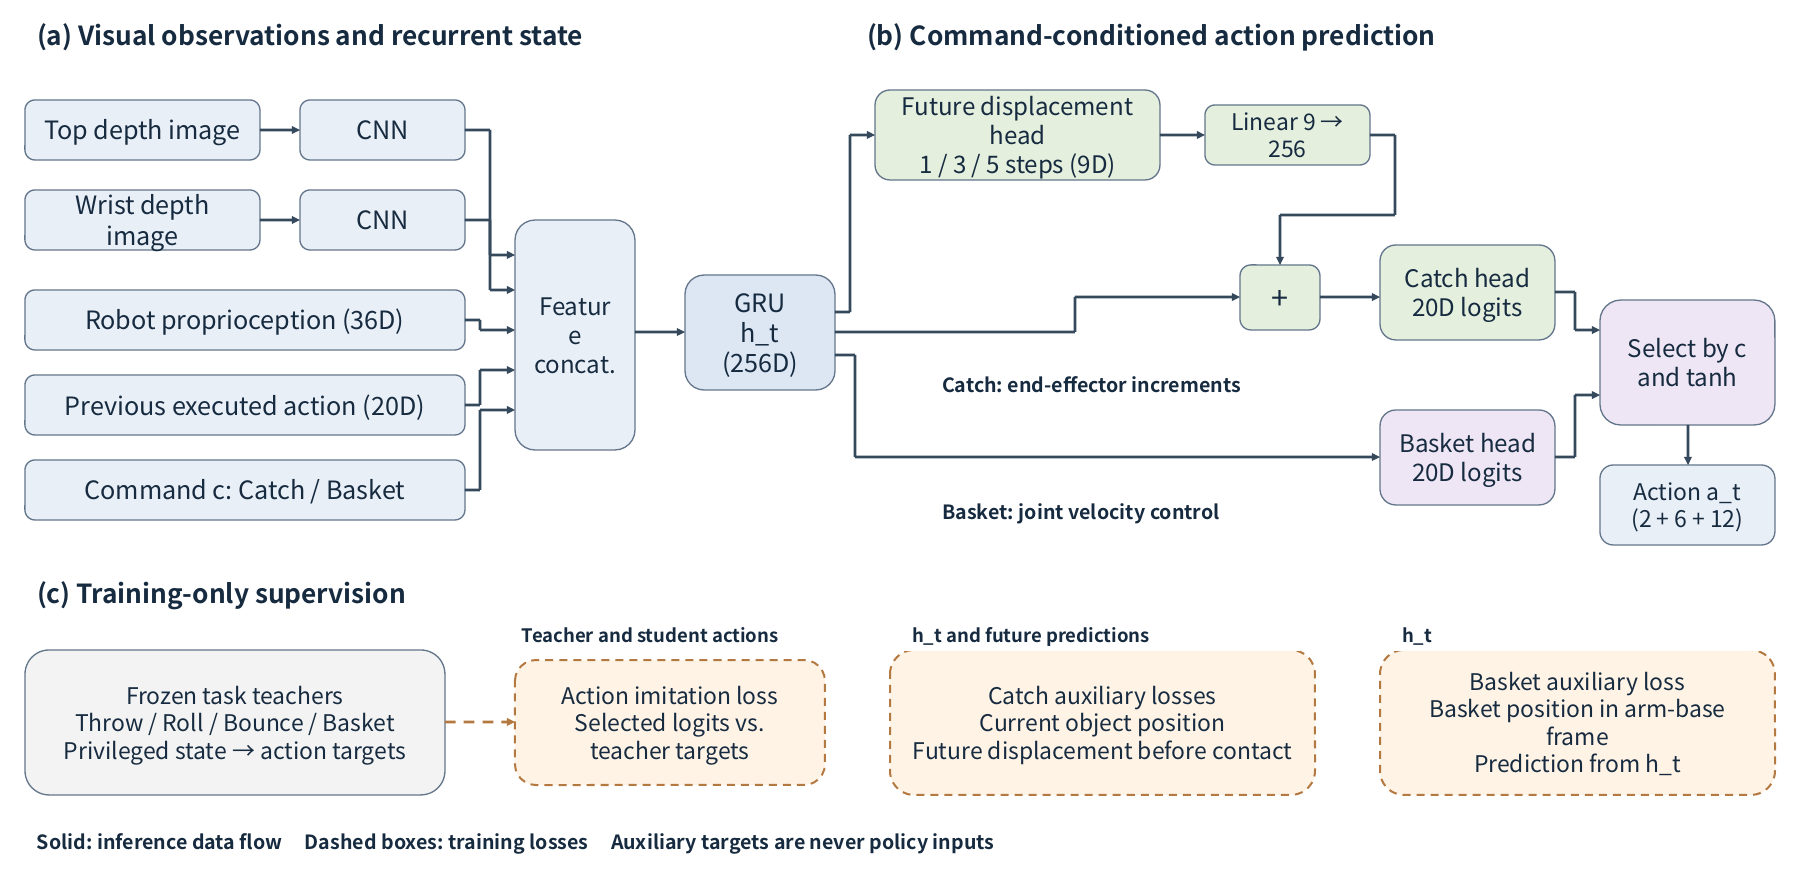 (a) Visual observations and recurrent state
Top depth image
CNN
Wrist depth
image
CNN
Robot proprioception (36D)
Previous executed action (20D)
Command c: Catch / Basket
Featur
e
concat.
GRU
h_t
(256D)
(b) Command-conditioned action prediction
Future displacement
head
1 / 3 / 5 steps (9D)
Linear 9 →
256
+
Catch head
20D logits
Catch: end-effector increments
Basket head
20D logits
Basket: joint velocity control
Select by c
and tanh
Action a_t
(2 + 6 + 12)
(c) Training-only supervision
Frozen task teachers
Throw / Roll / Bounce / Basket
Privileged state → action targets
Teacher and student actions
Action imitation loss
Selected logits vs.
teacher targets
h_t and future predictions
Catch auxiliary losses
Current object position
Future displacement before contact
h_t
Basket auxiliary loss
Basket position in arm-base
frame
Prediction from h_t
Solid: inference data flow Dashed boxes: training losses Auxiliary targets are never policy inputs